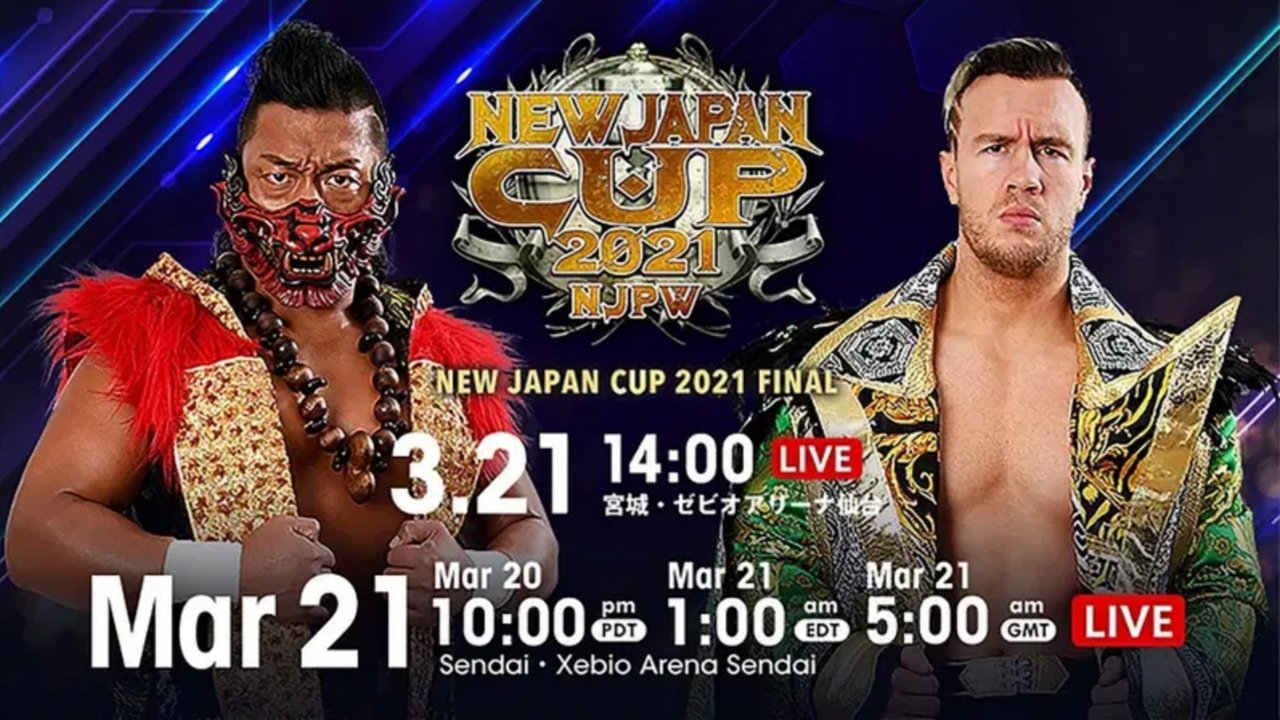 NEW JAPAN
CUP
2021
NJPW
NEW JAPAN CUP 2021 FINAL
3.21 14:00 LIVE
宮城・ゼビオアリーナ仙台
Mar 21
Mar 20 10:00 pm PDT
Mar 21 1:00 am EDT
Mar 21 5:00 am GMT
LIVE
Sendai・Xebio Arena Sendai